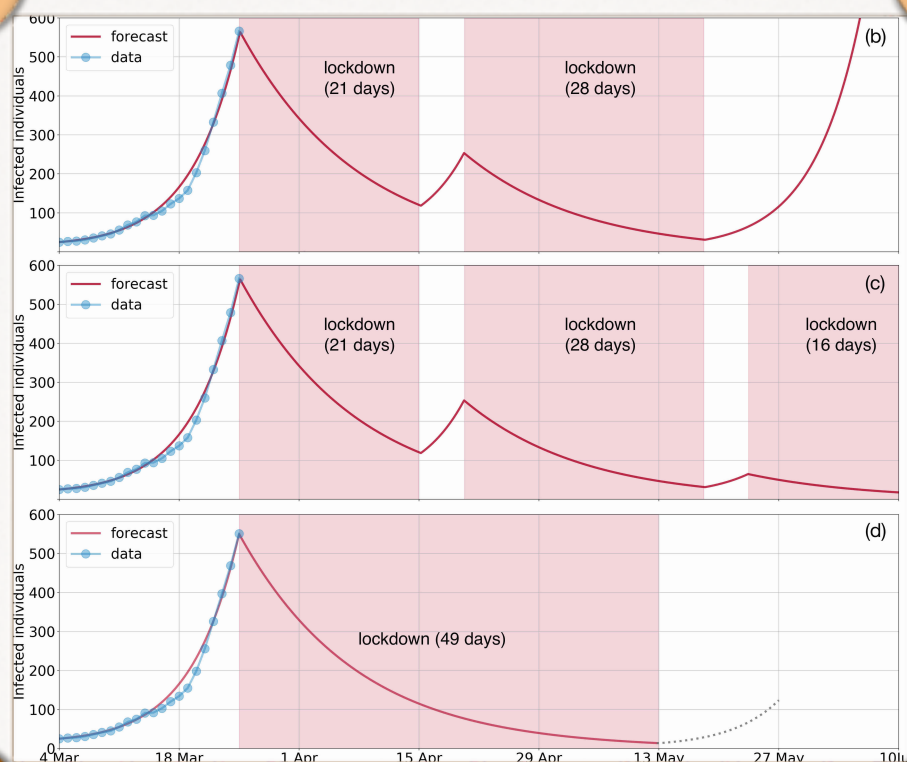 600
500
400
300
200
100
Infected individuals
forecast
data
lockdown
(21 days)
lockdown
(28 days)
(b)
600
500
400
300
200
100
Infected individuals
forecast
data
lockdown
(21 days)
lockdown
(28 days)
lockdown
(16 days)
(c)
600
500
400
300
200
100
0
Infected individuals
forecast
data
lockdown (49 days)
(d)
4 Mar
18 Mar
1 Apr
15 Apr
29 Apr
13 May
27 May